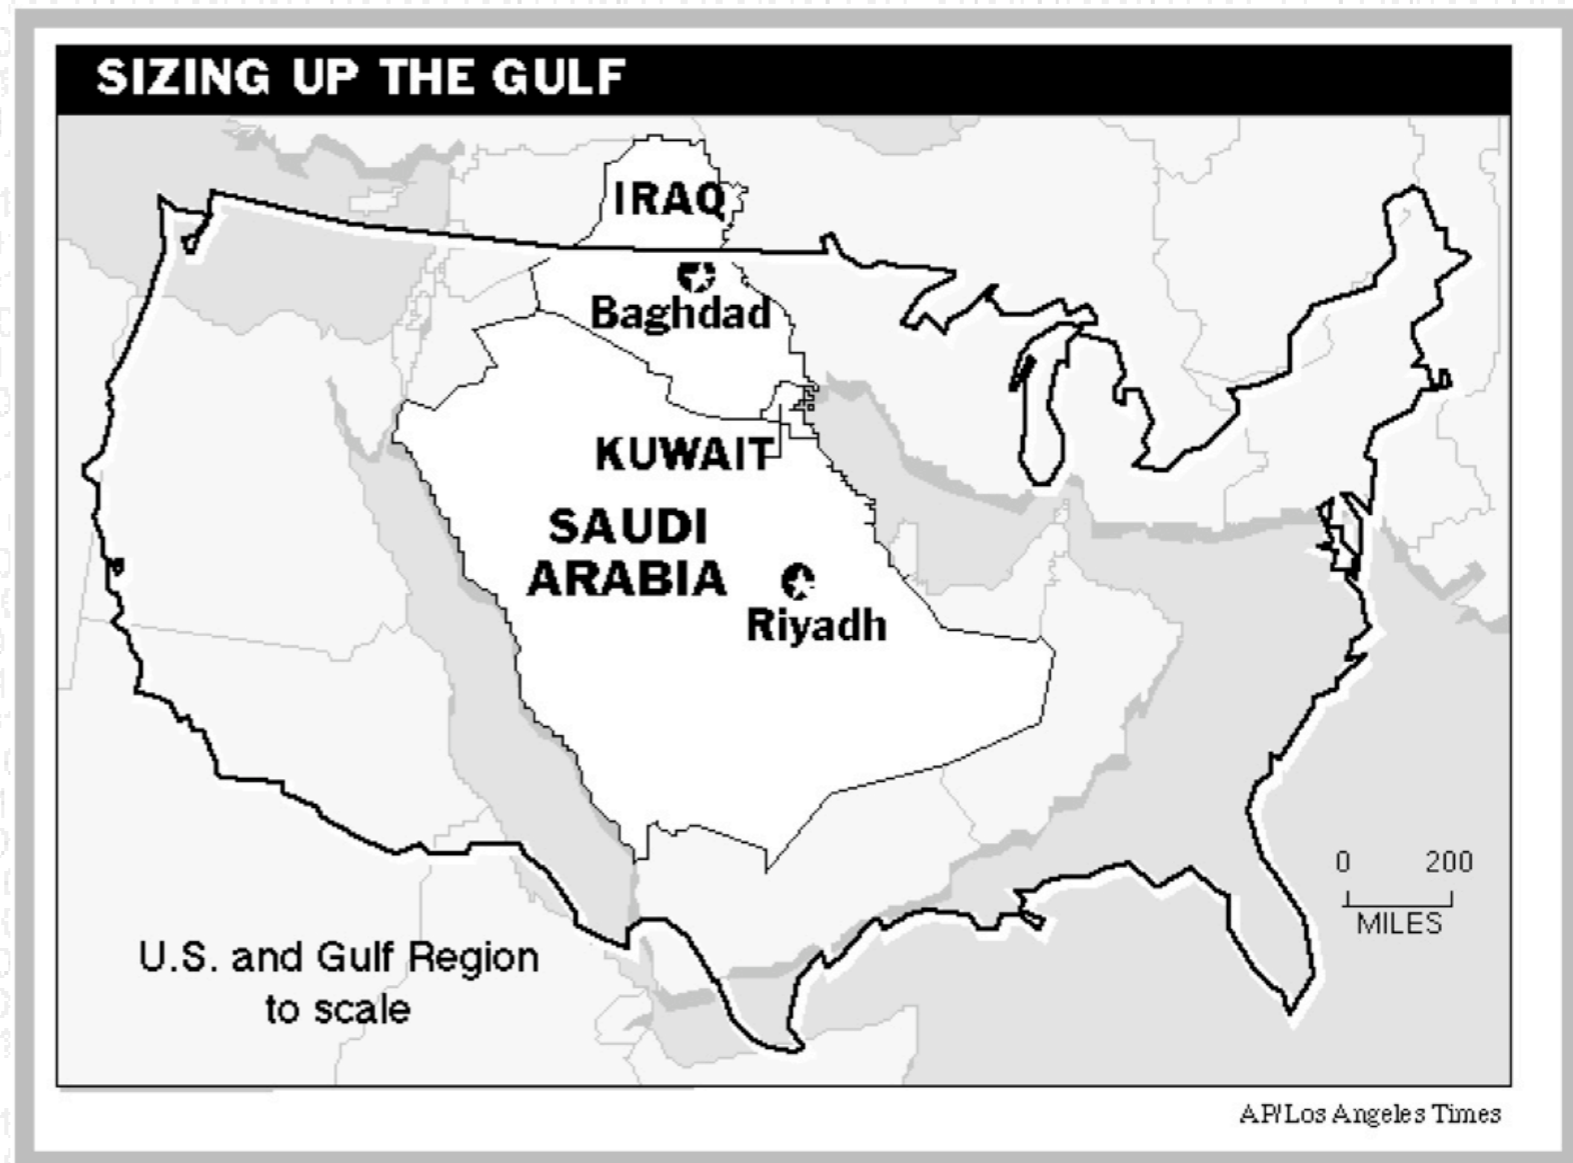 SIZING UP THE GULF
IRAQ
Baghdad
KUWAIT
SAUDI
ARABIA
Riyadh
0 200
MILES
U.S. and Gulf Region
to scale
AP/Los Angeles Times